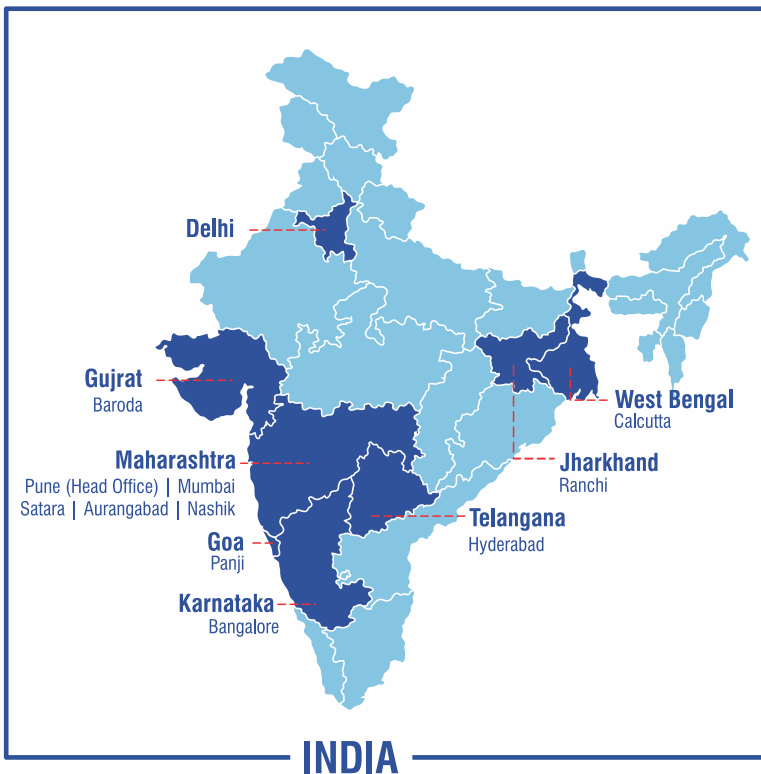 Delhi
Gujrat
Baroda
West Bengal
Calcutta
Maharashtra
Pune (Head Office) | Mumbai
Satara | Aurangabad | Nashik
Jharkhand
Ranchi
Telangana
Hyderabad
Goa
Panji
Karnataka
Bangalore
INDIA